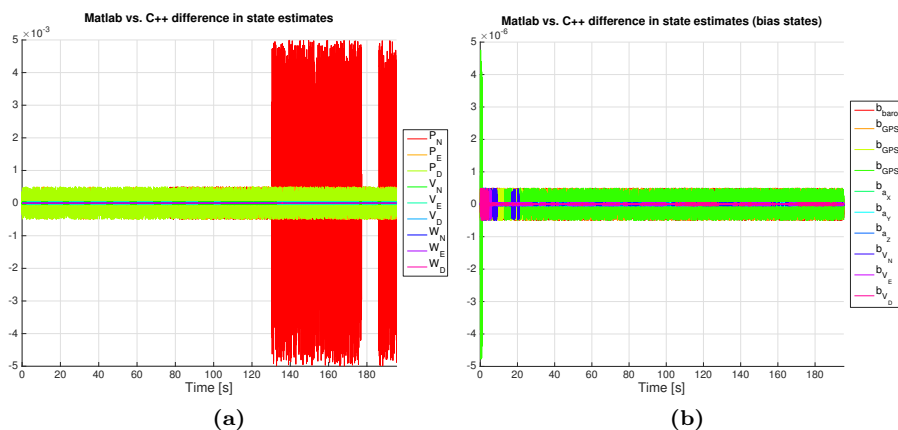 Matlab vs. C++ difference in state estimates
×10⁻³
5
4
3
2
1
0
-1
-2
-3
-4
-5
0 20 40 60 80 100 120 140 160 180
Time [s]
P_N
P_E
P_D
V_N
V_E
V_D
W_N
W_E
W_D
(a)
Matlab vs. C++ difference in state estimates (bias states)
×10⁻⁶
5
4
3
2
1
0
-1
-2
-3
-4
-5
0 20 40 60 80 100 120 140 160 180
Time [s]
b_baro
b_GPS
b_GPS
b_GPS
b_a_X
b_a_Y
b_a_Z
b_V_N
b_V_E
b_V_D
(b)